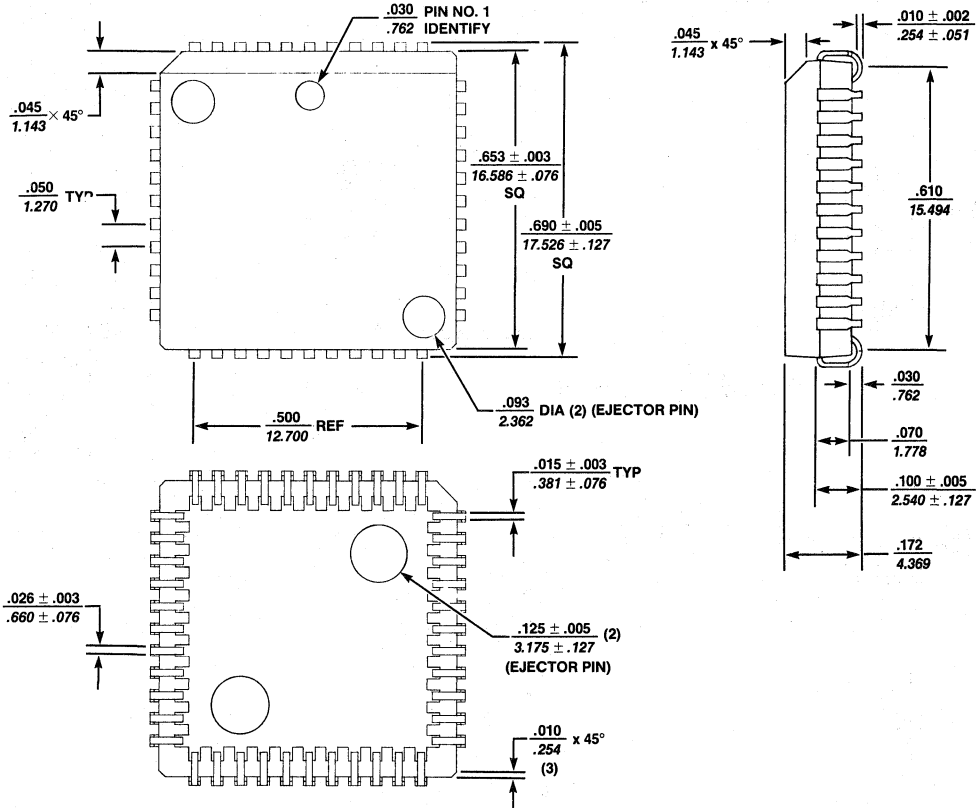 .030 PIN NO. 1
.762 IDENTIFY
.045 × 45°
1.143
.050 TYP
1.270
.653 ± .003
16.586 ± .076
SQ
.690 ± .005
17.526 ± .127
SQ
.093 DIA (2) (EJECTOR PIN)
2.362
.500 REF
12.700
.010 ± .002
.254 ± .051
.045 x 45°
1.143
.610
15.494
.030
.762
.070
1.778
.100 ± .005
2.540 ± .127
.172
4.369
.015 ± .003 TYP
.381 ± .076
.026 ± .003
.660 ± .076
.125 ± .005 (2)
3.175 ± .127
(EJECTOR PIN)
.010 x 45°
.254
(3)